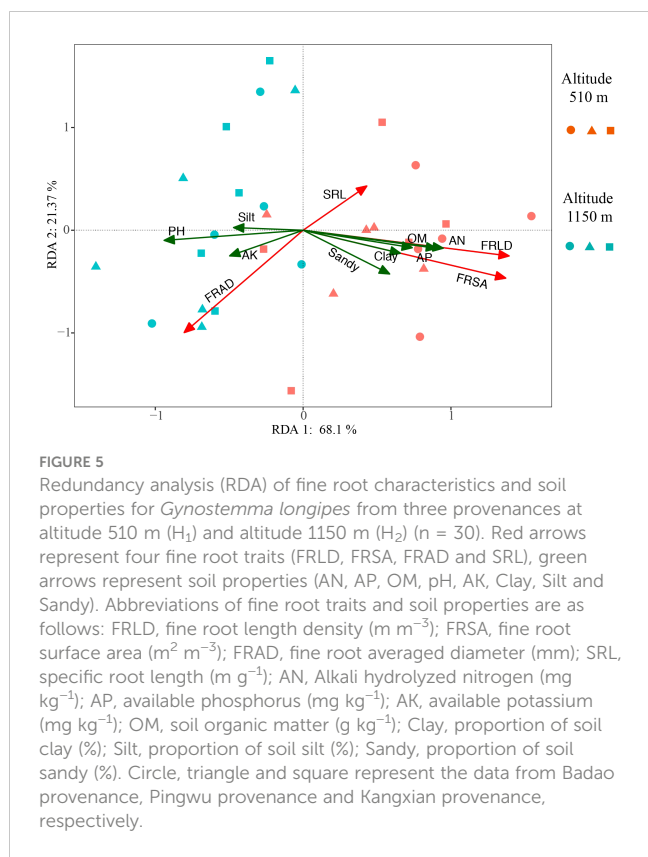 Altitude
510 m
Altitude
1150 m
1
0
−1
RDA 2: 21.37 %
SRL
Silt
PH
AK
FRAD
Sandy
Clay
OM
AP
AN
FRLD
FRSA
−1
0
1
RDA 1: 68.1 %
FIGURE 5
Redundancy analysis (RDA) of fine root characteristics and soil
properties for Gynostemma longipes from three provenances at
altitude 510 m (H₁) and altitude 1150 m (H₂) (n = 30). Red arrows
represent four fine root traits (FRLD, FRSA, FRAD and SRL), green
arrows represent soil properties (AN, AP, OM, pH, AK, Clay, Silt and
Sandy). Abbreviations of fine root traits and soil properties are as
follows: FRLD, fine root length density (m m⁻³); FRSA, fine root
surface area (m² m⁻³); FRAD, fine root averaged diameter (mm); SRL,
specific root length (m g⁻¹); AN, Alkali hydrolyzed nitrogen (mg
kg⁻¹); AP, available phosphorus (mg kg⁻¹); AK, available potassium
(mg kg⁻¹); OM, soil organic matter (g kg⁻¹); Clay, proportion of soil
clay (%); Silt, proportion of soil silt (%); Sandy, proportion of soil
sandy (%). Circle, triangle and square represent the data from Badao
provenance, Pingwu provenance and Kangxian provenance,
respectively.